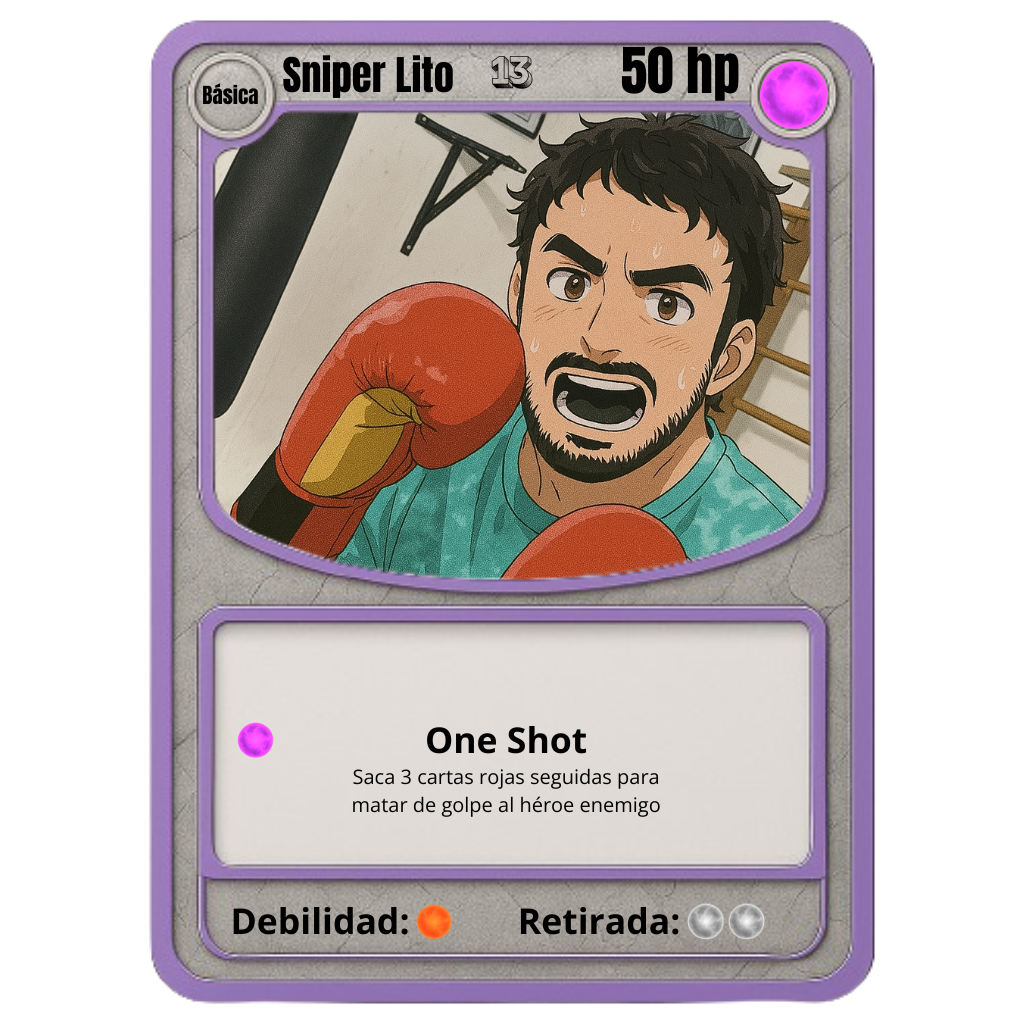 Básica Sniper Lito 13 50 hp
One Shot
Saca 3 cartas rojas seguidas para
matar de golpe al héroe enemigo
Debilidad: Retirada: